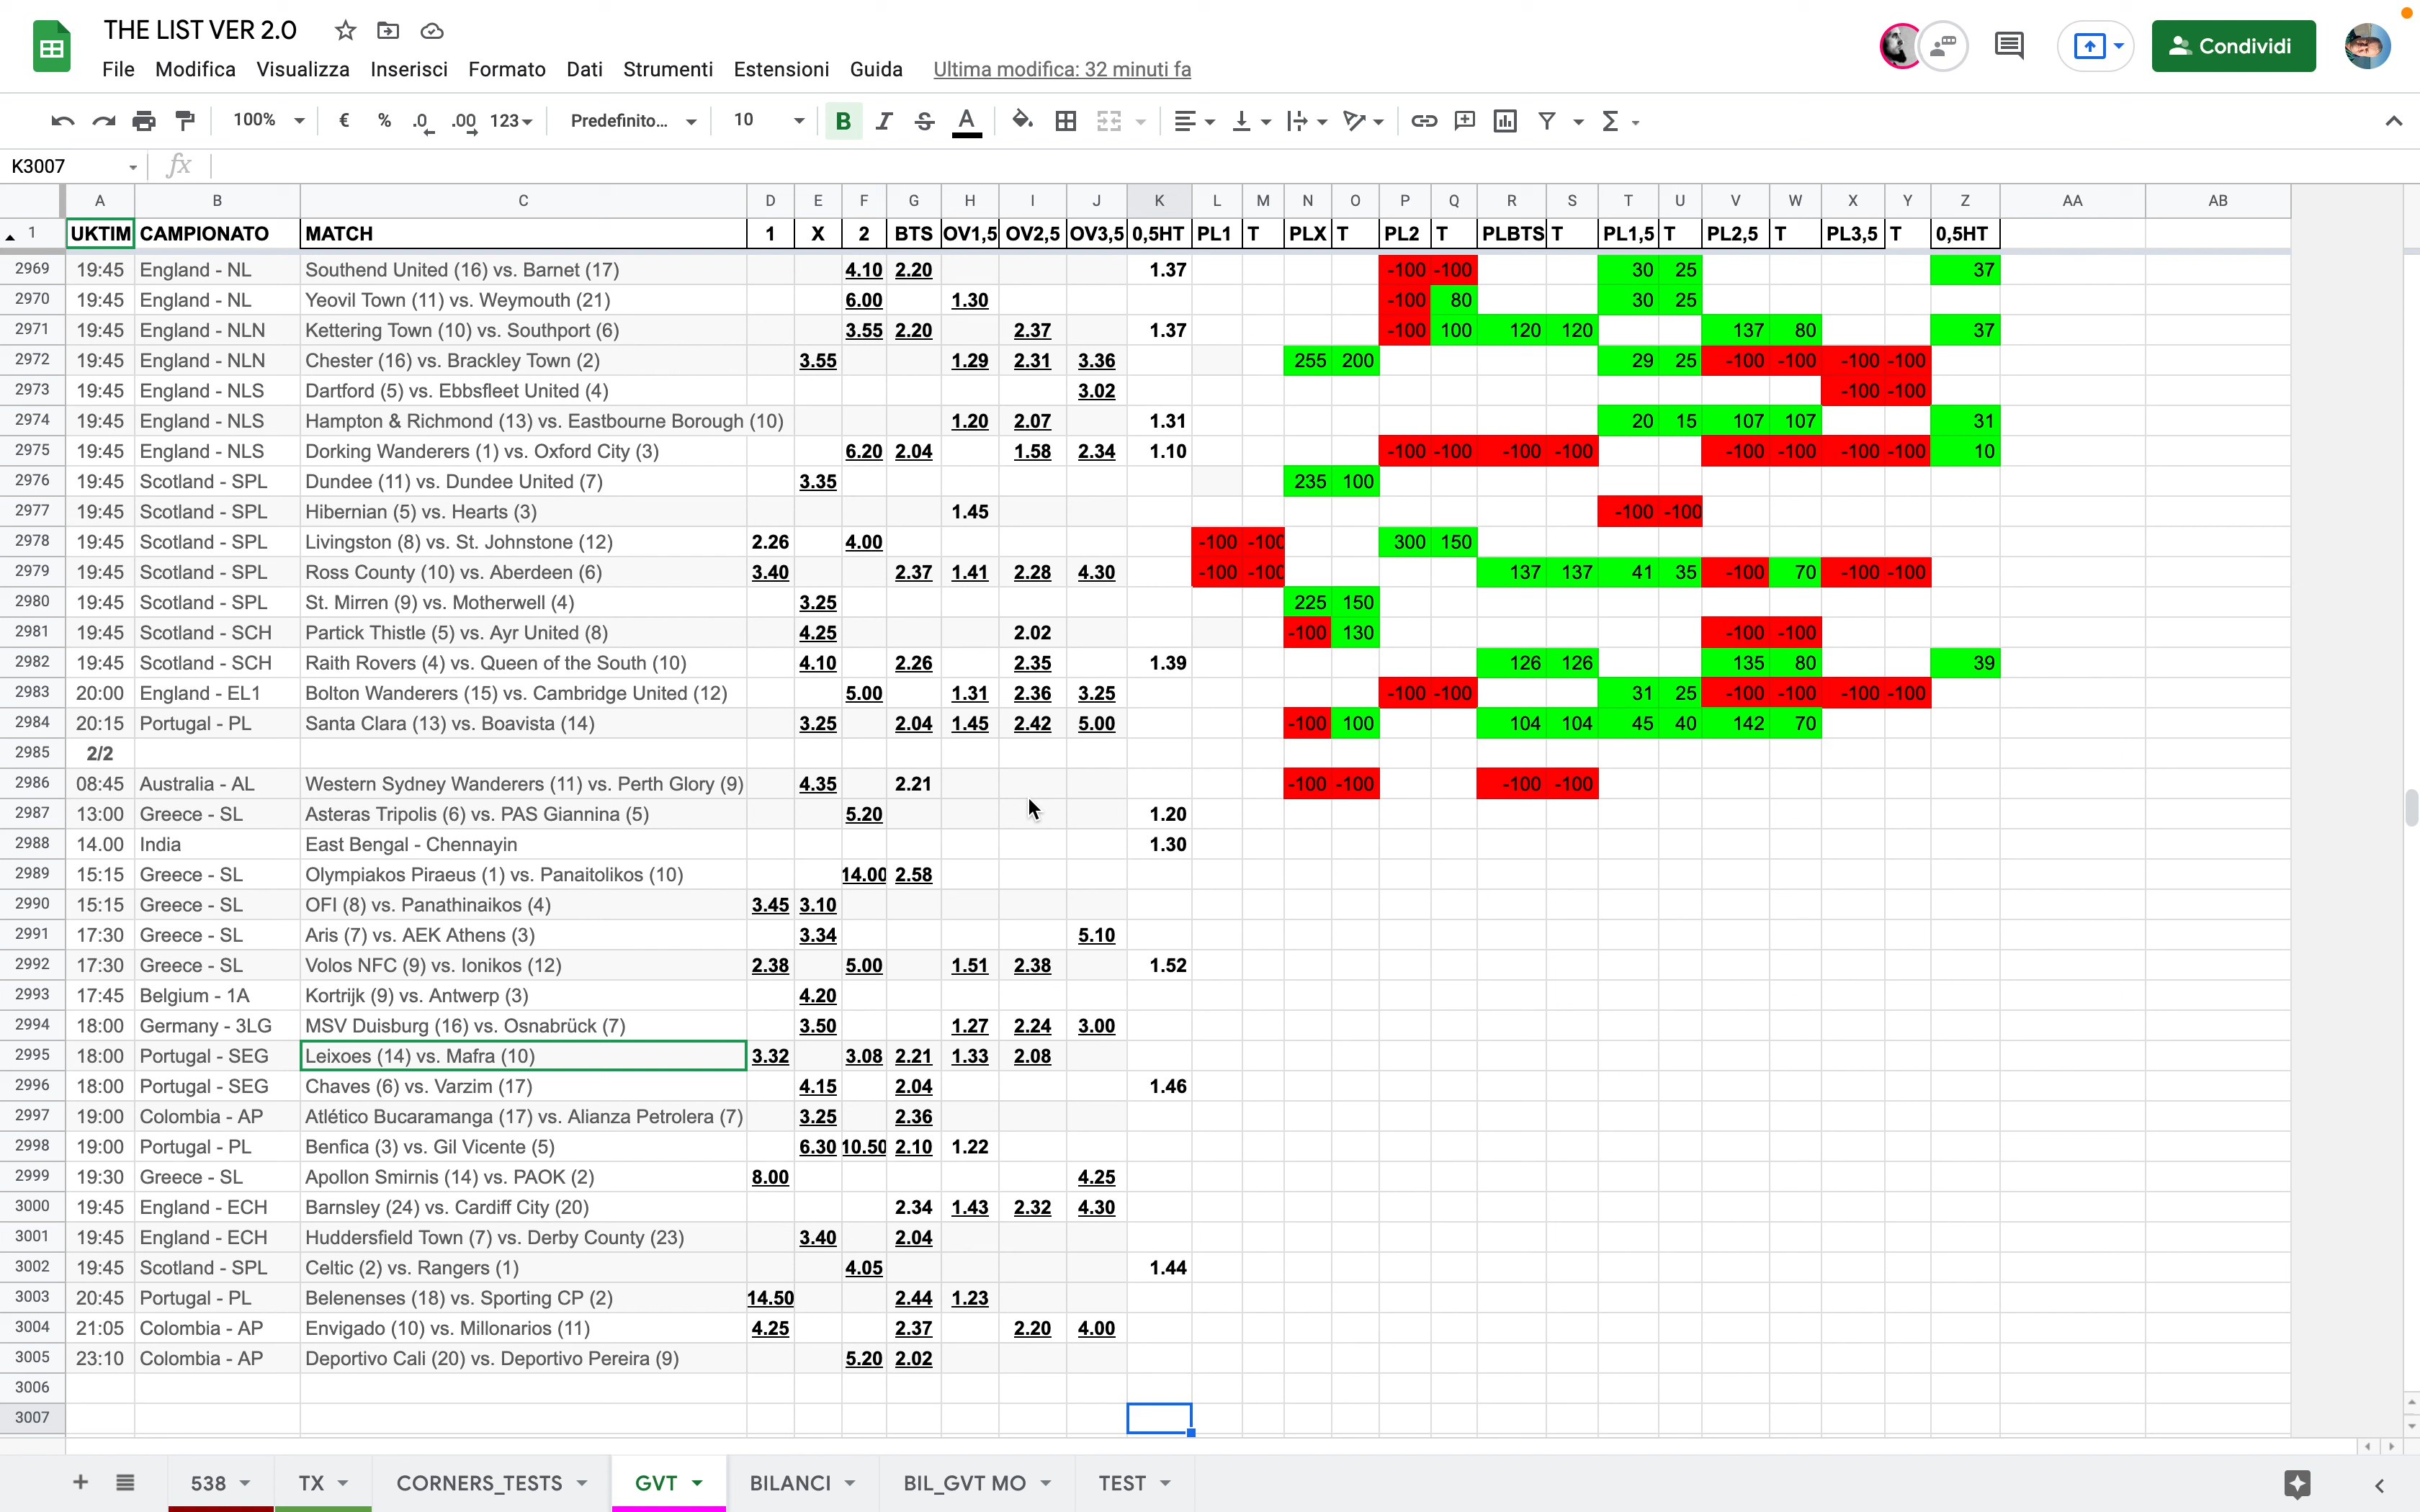 THE LIST VER 2.0
File Modifica Visualizza Inserisci Formato Dati Strumenti Estensioni Guida Ultima modifica: 32 minuti fa
Condividi
100% € % .0 .00 123 Predefinito... 10 B I S A Σ
K3007 fx
A B C D E F G H I J K L M N O P Q R S T U V W X Y Z AA AB
1 UKTIM CAMPIONATO MATCH 1 X 2 BTS OV1,5 OV2,5 OV3,5 0,5HT PL1 T PLX T PL2 T PLBTS T PL1,5 T PL2,5 T PL3,5 T 0,5HT
2969 19:45 England - NL Southend United (16) vs. Barnet (17) 4.10 2.20 1.37 -100 -100 30 25 37
2970 19:45 England - NL Yeovil Town (11) vs. Weymouth (21) 6.00 1.30 -100 80 30 25
2971 19:45 England - NLN Kettering Town (10) vs. Southport (6) 3.55 2.20 2.37 1.37 -100 100 120 120 137 80 37
2972 19:45 England - NLN Chester (16) vs. Brackley Town (2) 3.55 1.29 2.31 3.36 255 200 29 25 -100 -100 -100 -100
2973 19:45 England - NLS Dartford (5) vs. Ebbsfleet United (4) 3.02 -100 -100
2974 19:45 England - NLS Hampton & Richmond (13) vs. Eastbourne Borough (10) 1.20 2.07 1.31 20 15 107 107 31
2975 19:45 England - NLS Dorking Wanderers (1) vs. Oxford City (3) 6.20 2.04 1.58 2.34 1.10 -100 -100 -100 -100 -100 -100 -100 -100 10
2976 19:45 Scotland - SPL Dundee (11) vs. Dundee United (7) 3.35 235 100
2977 19:45 Scotland - SPL Hibernian (5) vs. Hearts (3) 1.45 -100 -100
2978 19:45 Scotland - SPL Livingston (8) vs. St. Johnstone (12) 2.26 4.00 -100 -100 300 150
2979 19:45 Scotland - SPL Ross County (10) vs. Aberdeen (6) 3.40 2.37 1.41 2.28 4.30 -100 -100 137 137 41 35 -100 70 -100 -100
2980 19:45 Scotland - SPL St. Mirren (9) vs. Motherwell (4) 3.25 225 150
2981 19:45 Scotland - SCH Partick Thistle (5) vs. Ayr United (8) 4.25 2.02 -100 130 -100 -100
2982 19:45 Scotland - SCH Raith Rovers (4) vs. Queen of the South (10) 4.10 2.26 2.35 1.39 126 126 135 80 39
2983 20:00 England - EL1 Bolton Wanderers (15) vs. Cambridge United (12) 5.00 1.31 2.36 3.25 -100 -100 31 25 -100 -100 -100 -100
2984 20:15 Portugal - PL Santa Clara (13) vs. Boavista (14) 3.25 2.04 1.45 2.42 5.00 -100 100 104 104 45 40 142 70
2985 2/2
2986 08:45 Australia - AL Western Sydney Wanderers (11) vs. Perth Glory (9) 4.35 2.21 -100 -100 -100 -100
2987 13:00 Greece - SL Asteras Tripolis (6) vs. PAS Giannina (5) 5.20 1.20
2988 14.00 India East Bengal - Chennayin 1.30
2989 15:15 Greece - SL Olympiakos Piraeus (1) vs. Panaitolikos (10) 14.00 2.58
2990 15:15 Greece - SL OFI (8) vs. Panathinaikos (4) 3.45 3.10
2991 17:30 Greece - SL Aris (7) vs. AEK Athens (3) 3.34 5.10
2992 17:30 Greece - SL Volos NFC (9) vs. Ionikos (12) 2.38 5.00 1.51 2.38 1.52
2993 17:45 Belgium - 1A Kortrijk (9) vs. Antwerp (3) 4.20
2994 18:00 Germany - 3LG MSV Duisburg (16) vs. Osnabrück (7) 3.50 1.27 2.24 3.00
2995 18:00 Portugal - SEG Leixoes (14) vs. Mafra (10) 3.32 3.08 2.21 1.33 2.08
2996 18:00 Portugal - SEG Chaves (6) vs. Varzim (17) 4.15 2.04 1.46
2997 19:00 Colombia - AP Atlético Bucaramanga (17) vs. Alianza Petrolera (7) 3.25 2.36
2998 19:00 Portugal - PL Benfica (3) vs. Gil Vicente (5) 6.30 10.50 2.10 1.22
2999 19:30 Greece - SL Apollon Smirnis (14) vs. PAOK (2) 8.00 4.25
3000 19:45 England - ECH Barnsley (24) vs. Cardiff City (20) 2.34 1.43 2.32 4.30
3001 19:45 England - ECH Huddersfield Town (7) vs. Derby County (23) 3.40 2.04
3002 19:45 Scotland - SPL Celtic (2) vs. Rangers (1) 4.05 1.44
3003 20:45 Portugal - PL Belenenses (18) vs. Sporting CP (2) 14.50 2.44 1.23
3004 21:05 Colombia - AP Envigado (10) vs. Millonarios (11) 4.25 2.37 2.20 4.00
3005 23:10 Colombia - AP Deportivo Cali (20) vs. Deportivo Pereira (9) 5.20 2.02
3006
3007
538 TX CORNERS_TESTS GVT BILANCI BIL_GVT MO TEST